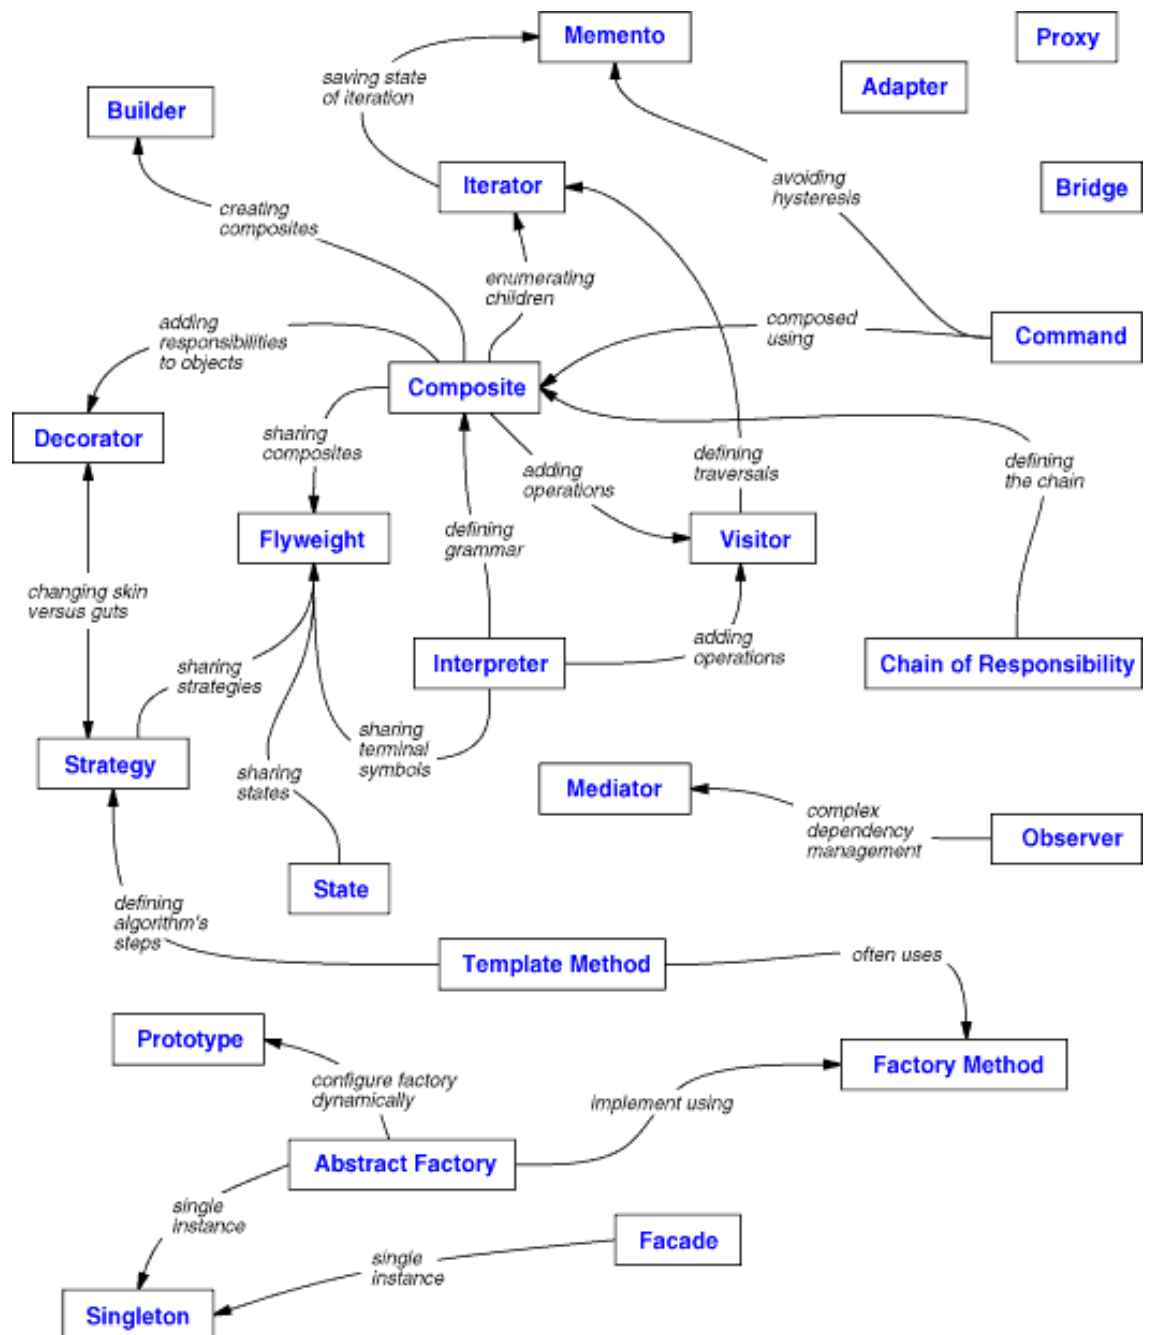 Memento
Proxy
Adapter
saving state
of iteration
Builder
Iterator
avoiding
hysteresis
Bridge
creating
composites
enumerating
children
adding
responsibilities
to objects
composed
using
Command
Composite
Decorator
sharing
composites
adding
operations
defining
traversals
defining
the chain
defining
grammar
Flyweight
Visitor
changing skin
versus guts
adding
operations
sharing
strategies
Interpreter
Chain of Responsibility
sharing
terminal
symbols
Strategy
sharing
states
Mediator
complex
dependency
management
Observer
State
defining
algorithm's
steps
Template Method
often uses
Prototype
Factory Method
configure factory
dynamically
implement using
Abstract Factory
single
instance
Facade
single
instance
Singleton